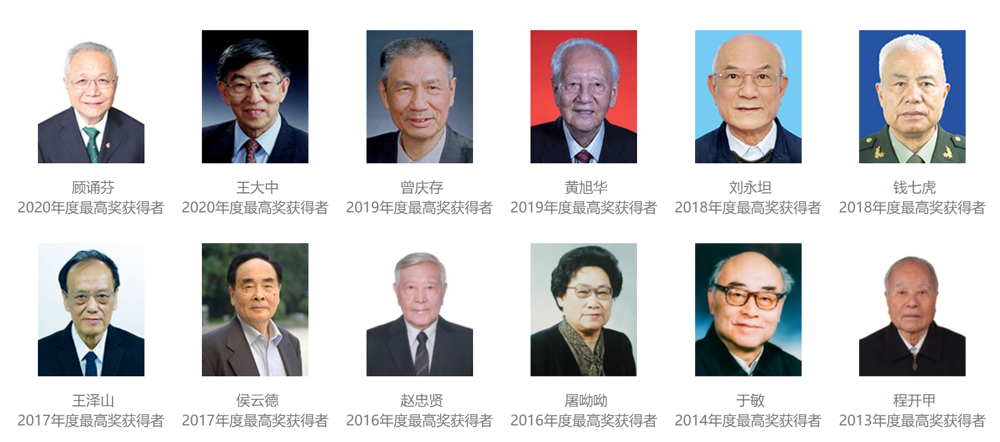 顾诵芬
2020年度最高奖获得者
王大中
2020年度最高奖获得者
曾庆存
2019年度最高奖获得者
黄旭华
2019年度最高奖获得者
刘永坦
2018年度最高奖获得者
钱七虎
2018年度最高奖获得者
王泽山
2017年度最高奖获得者
侯云德
2017年度最高奖获得者
赵忠贤
2016年度最高奖获得者
屠呦呦
2016年度最高奖获得者
于敏
2014年度最高奖获得者
程开甲
2013年度最高奖获得者